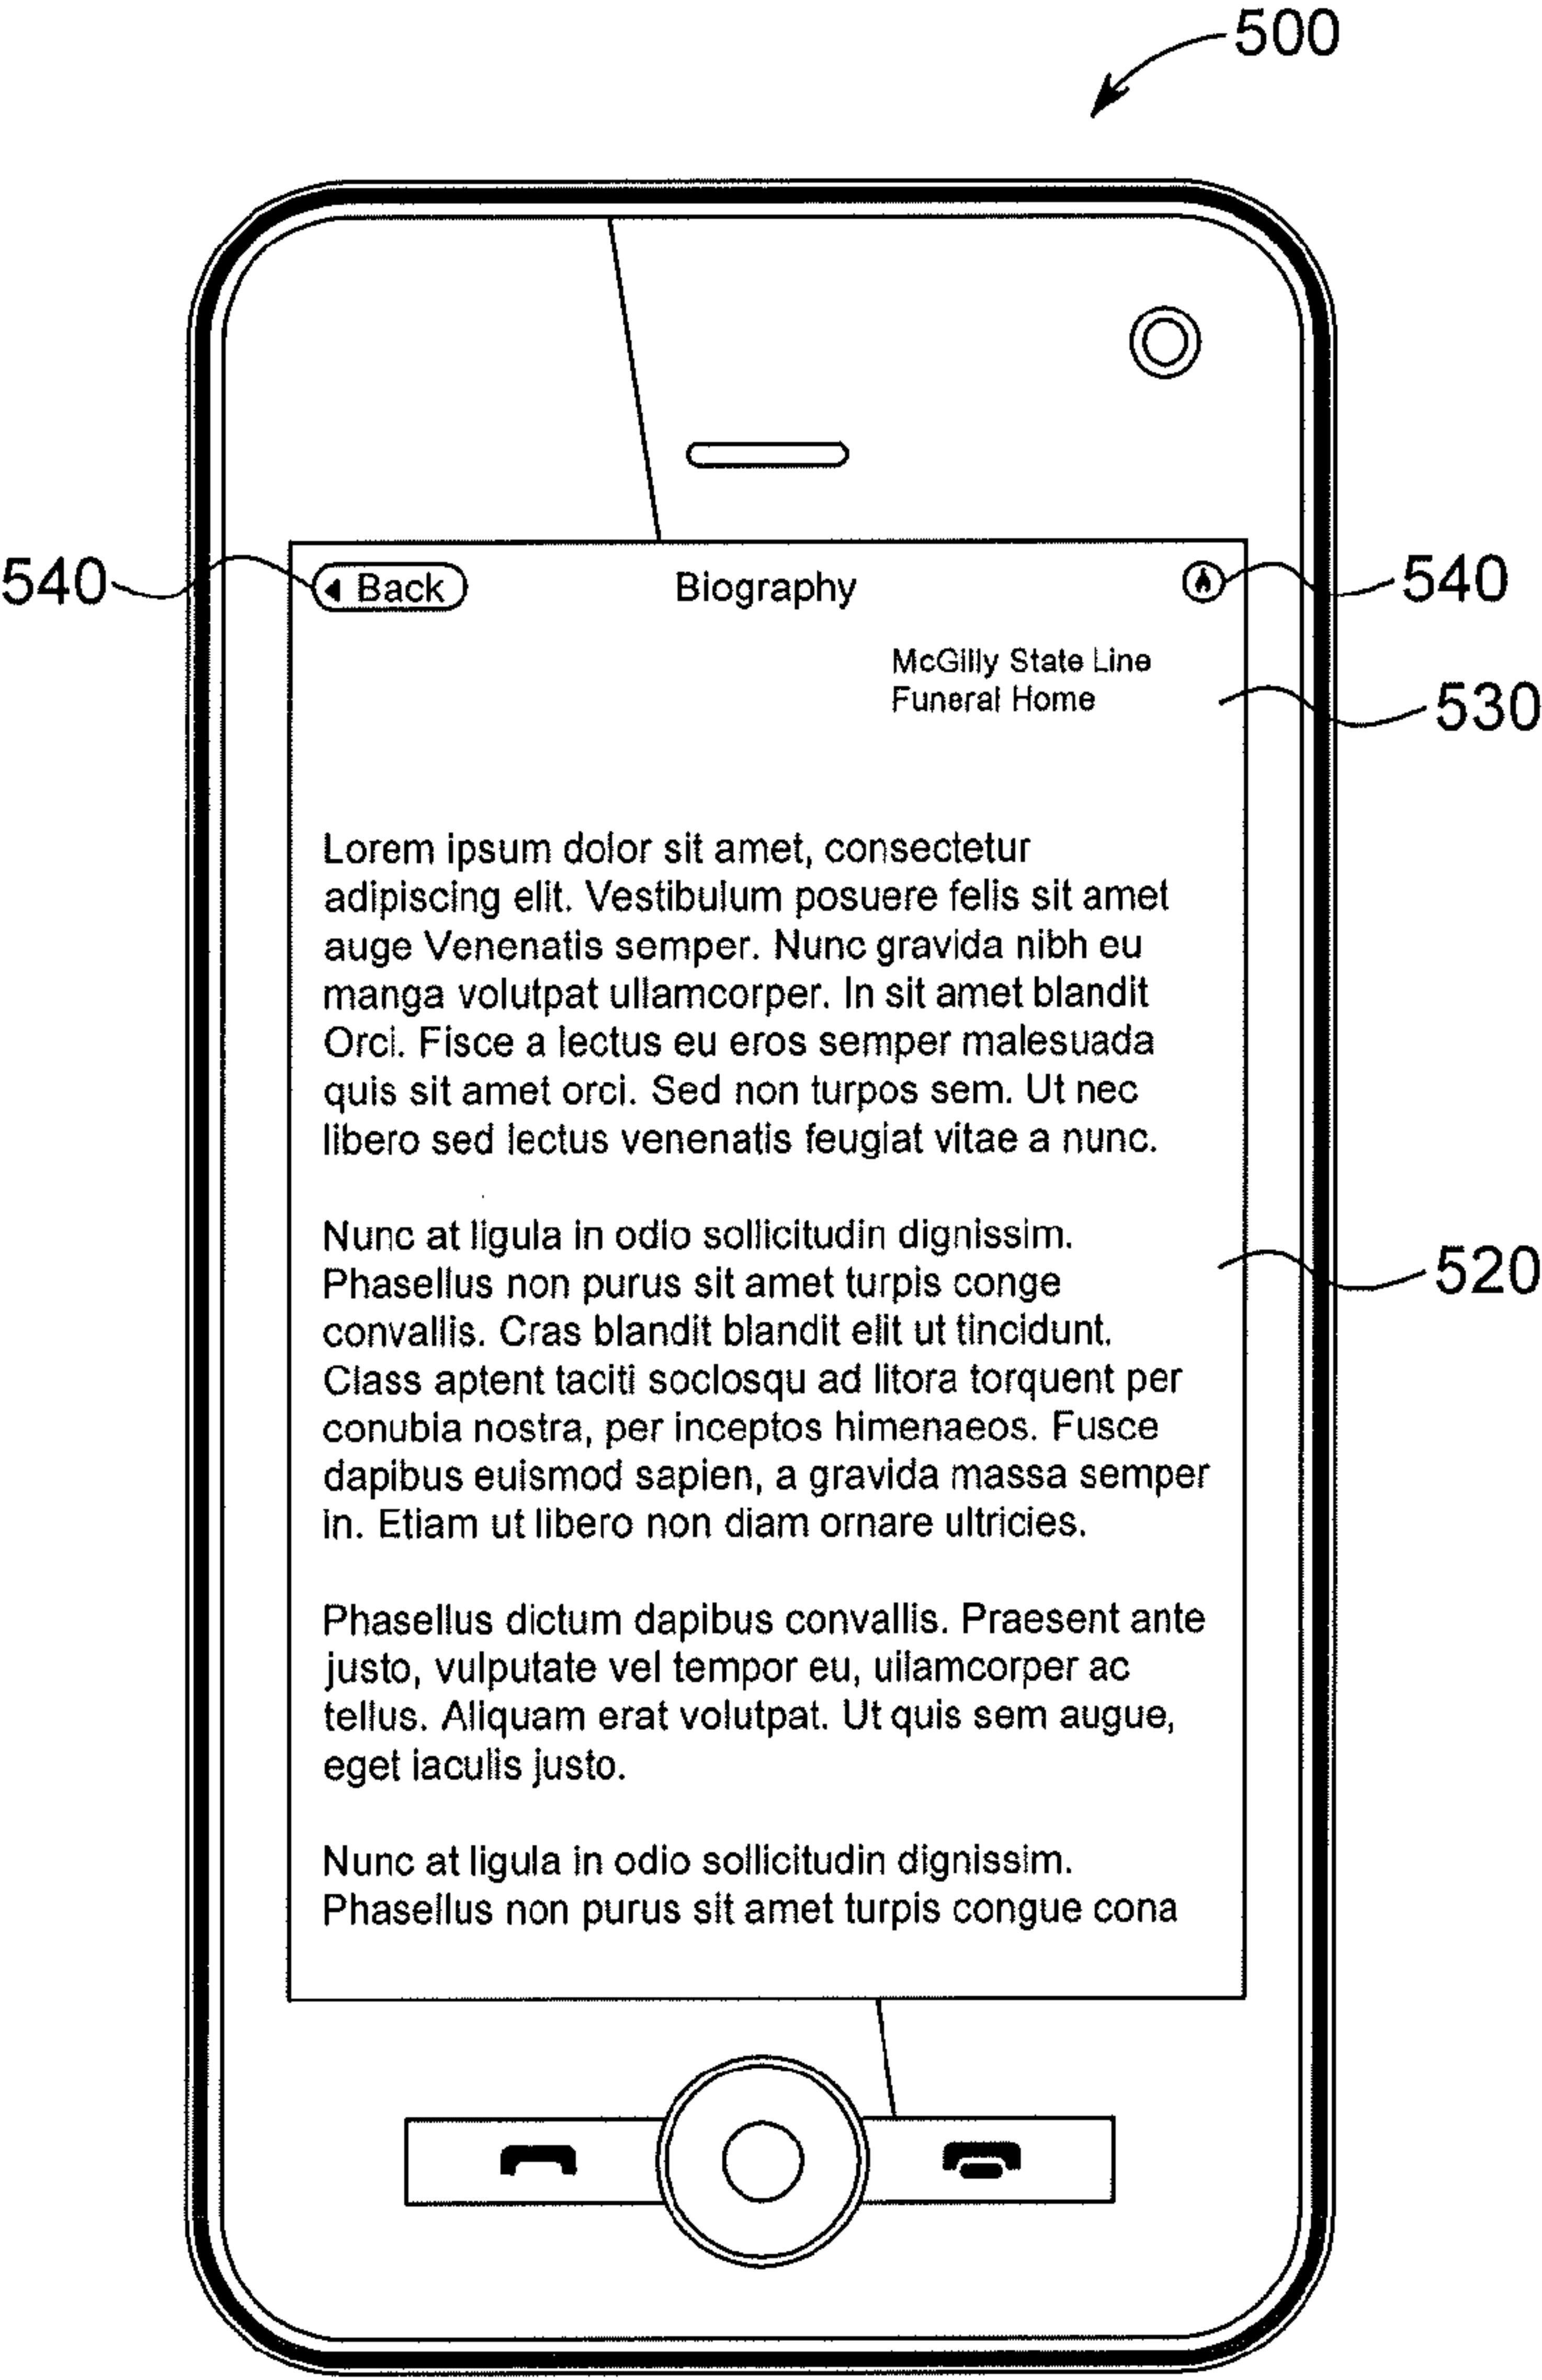 500
540
◀ Back
Biography
540
McGilly State Line
Funeral Home
530
Lorem ipsum dolor sit amet, consectetur
adipiscing elit. Vestibulum posuere felis sit amet
auge Venenatis semper. Nunc gravida nibh eu
manga volutpat ullamcorper. In sit amet blandit
Orci. Fisce a lectus eu eros semper malesuada
quis sit amet orci. Sed non turpos sem. Ut nec
libero sed lectus venenatis feugiat vitae a nunc.
Nunc at ligula in odio sollicitudin dignissim.
520
Phasellus non purus sit amet turpis conge
convallis. Cras blandit blandit elit ut tincidunt.
Class aptent taciti soclosqu ad litora torquent per
conubia nostra, per inceptos himenaeos. Fusce
dapibus euismod sapien, a gravida massa semper
in. Etiam ut libero non diam ornare ultricies.
Phasellus dictum dapibus convallis. Praesent ante
justo, vulputate vel tempor eu, uilamcorper ac
tellus. Aliquam erat volutpat. Ut quis sem augue,
eget iaculis justo.
Nunc at ligula in odio sollicitudin dignissim.
Phasellus non purus sit amet turpis congue cona